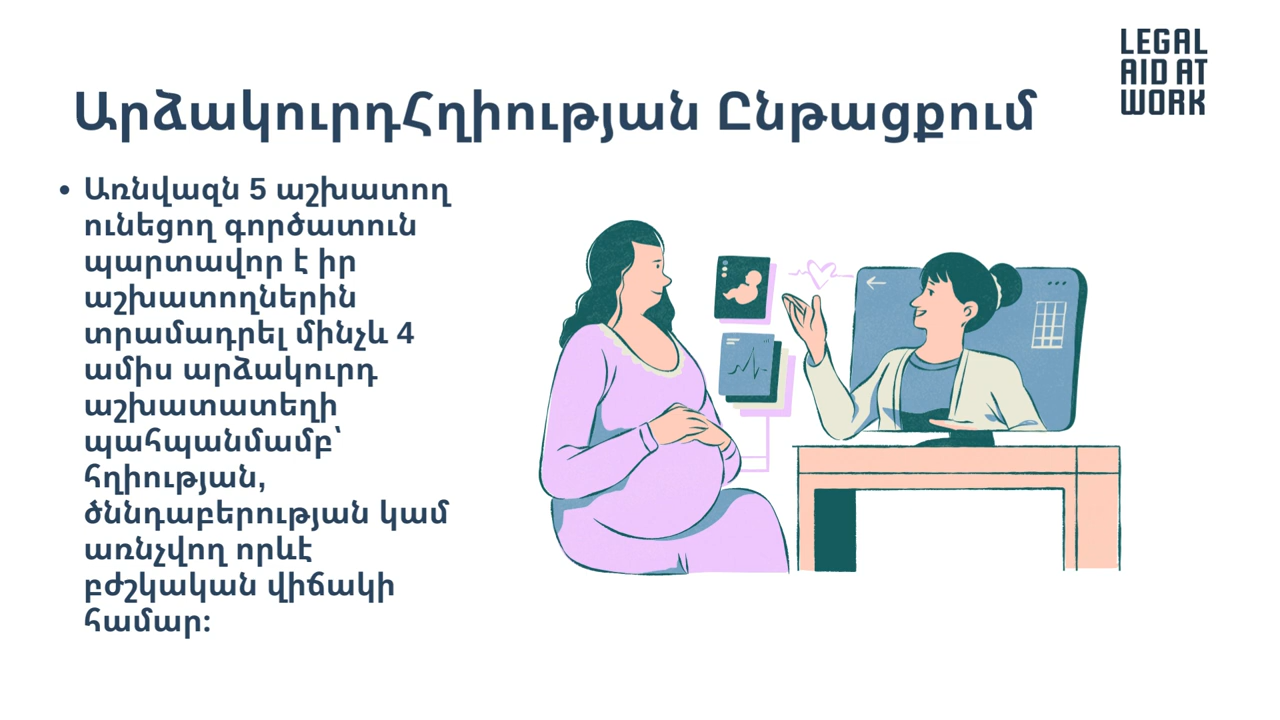 LEGAL
AID AT
WORK
ԱրձակուրդՀղիության Ընթացքում
• Առնվազն 5 աշխատող
ունեցող գործատուն
պարտավոր է իր
աշխատողներին
տրամադրել մինչև 4
ամիս արձակուրդ
աշխատատեղի
պահպանմամբ՝
հղիության,
ծննդաբերության կամ
առնչվող որևէ
բժշկական վիճակի
համար: